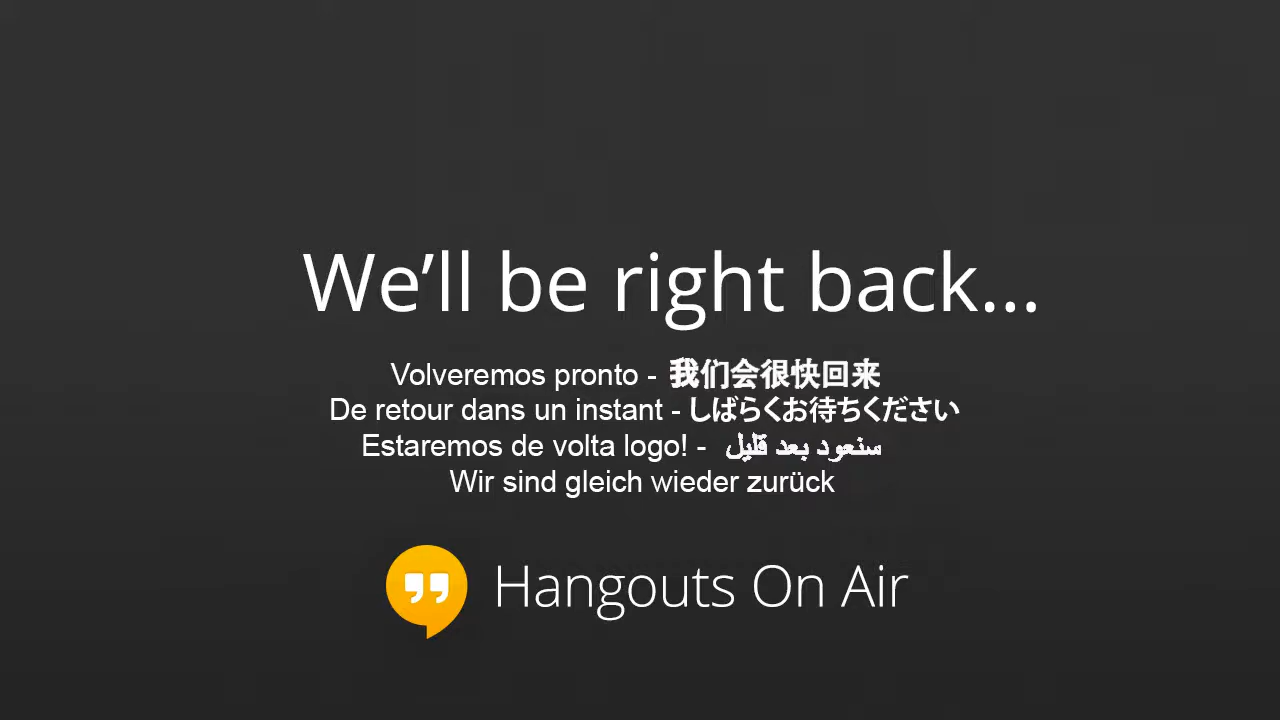 We'll be right back...
Volveremos pronto - 我们会很快回来
De retour dans un instant - しばらくお待ちください
Estaremos de volta logo! - سنعود بعد قليل
Wir sind gleich wieder zurück
Hangouts On Air